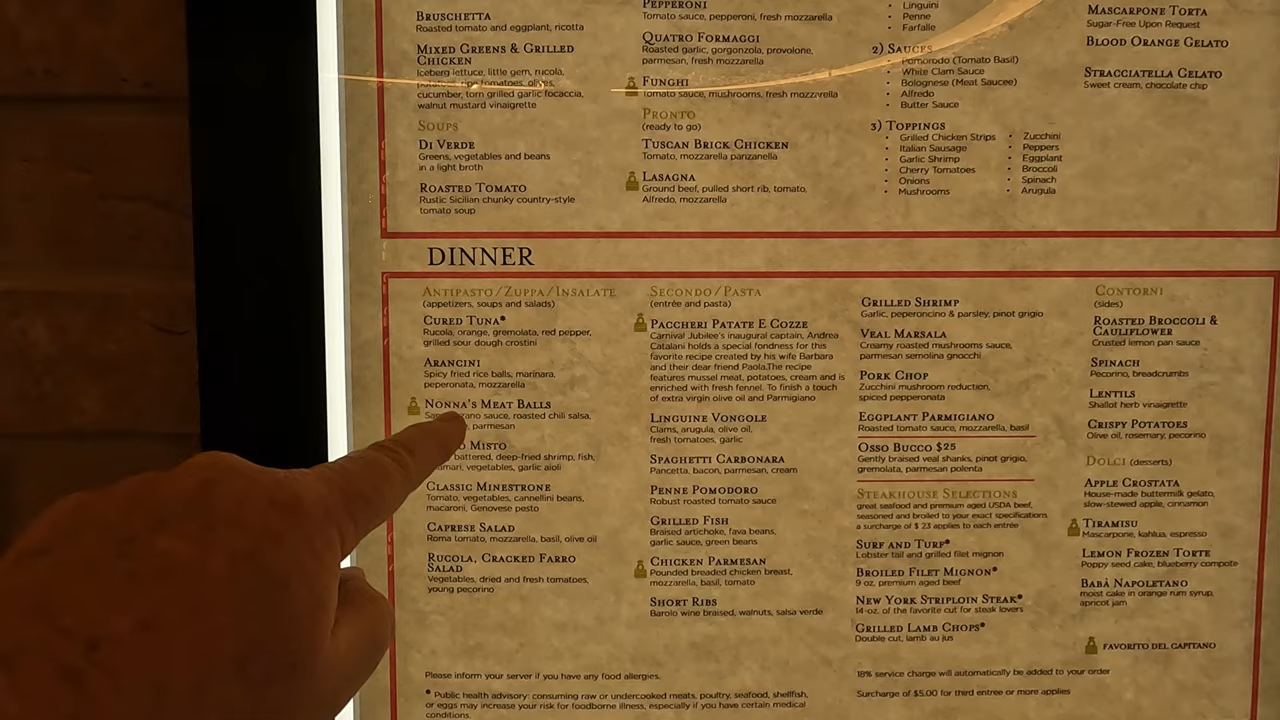 BRUSCHETTA
Roasted tomato and eggplant, ricotta
MIXED GREENS & GRILLED
CHICKEN
Iceberg lettuce, little gem, rucola,
ripe tomatoes, olives,
cucumber, torn grilled garlic focaccia,
walnut mustard vinaigrette
SOUPS
DI VERDE
Greens, vegetables and beans
in a light broth
ROASTED TOMATO
Rustic Sicilian chunky country-style
tomato soup
PEPPERONI
Tomato sauce, pepperoni, fresh mozzarella
QUATRO FORMAGGI
Roasted garlic, gorgonzola, provolone,
parmesan, fresh mozzarella
FUNGHI
Tomato sauce, mushrooms, fresh mozzarella
PRONTO
(ready to go)
TUSCAN BRICK CHICKEN
Tomato, mozzarella panzanella
LASAGNA
Ground beef, pulled short rib, tomato,
Alfredo, mozzarella
• Linguini
• Penne
• Farfalle
2) SAUCES
• Pomorodo (Tomato Basil)
• White Clam Sauce
• Bolognese (Meat Saucee)
• Alfredo
• Butter Sauce
3) TOPPINGS
• Grilled Chicken Strips
• Italian Sausage
• Garlic Shrimp
• Cherry Tomatoes
• Onions
• Mushrooms
• Zucchini
• Peppers
• Eggplant
• Broccoli
• Spinach
• Arugula
MASCARPONE TORTA
Sugar-Free Upon Request
BLOOD ORANGE GELATO
STRACCIATELLA GELATO
Sweet cream, chocolate chip
DINNER
ANTIPASTO/ZUPPA/INSALATE
(appetizers, soups and salads)
CURED TUNA*
Rucola, orange, gremolata, red pepper,
grilled sour dough crostini
ARANCINI
Spicy fried rice balls, marinara,
peperonata, mozzarella
NONNA'S MEAT BALLS
sauce, roasted chili salsa,
parmesan
MISTO
battered, deep-fried shrimp, fish,
vegetables, garlic aioli
CLASSIC MINESTRONE
Tomato, vegetables, cannellini beans,
macaroni, Genovese pesto
CAPRESE SALAD
Roma tomato, mozzarella, basil, olive oil
RUCOLA, CRACKED FARRO
SALAD
Vegetables, dried and fresh tomatoes,
young pecorino
SECONDO/PASTA
(entrée and pasta)
PACCHERI PATATE E COZZE
Carnival Jubilee's inaugural captain, Andrea
Catalani holds a special fondness for this
favorite recipe created by his wife Barbara
and their dear friend Paola.The recipe
features mussel meat, potatoes, cream and is
enriched with fresh fennel. To finish a touch
of extra virgin olive oil and Parmigiano
LINGUINE VONGOLE
Clams, arugula, olive oil,
fresh tomatoes, garlic
SPAGHETTI CARBONARA
Pancetta, bacon, parmesan, cream
PENNE POMODORO
Robust roasted tomato sauce
GRILLED FISH
Braised artichoke, fava beans,
garlic sauce, green beans
CHICKEN PARMESAN
Pounded breaded chicken breast,
mozzarella, basil, tomato
SHORT RIBS
Barolo wine braised, walnuts, salsa verde
GRILLED SHRIMP
Garlic, peperoncino & parsley, pinot grigio
VEAL MARSALA
Creamy roasted mushrooms sauce,
parmesan semolina gnocchi
PORK CHOP
Zucchini mushroom reduction,
spiced pepperonata
EGGPLANT PARMIGIANO
Roasted tomato sauce, mozzarella, basil
OSSO BUCCO $25
Gently braised veal shanks, pinot grigio,
gremolata, parmesan polenta
STEAKHOUSE SELECTIONS
great seafood and premium aged USDA beef,
seasoned and broiled to your exact specifications
a surcharge of $ 23 applies to each entrée
SURF AND TURF*
Lobster tail and grilled filet mignon
BROILED FILET MIGNON*
9 oz. premium aged beef
NEW YORK STRIPLOIN STEAK*
14-oz. of the favorite cut for steak lovers
GRILLED LAMB CHOPS*
Double cut, lamb au jus
CONTORNI
(sides)
ROASTED BROCCOLI &
CAULIFLOWER
Crusted lemon pan sauce
SPINACH
Pecorino, breadcrumbs
LENTILS
Shallot herb vinaigrette
CRISPY POTATOES
Olive oil, rosemary, pecorino
DOLCI (desserts)
APPLE CROSTATA
House-made buttermilk gelato,
slow-stewed apple, cinnamon
TIRAMISU
Mascarpone, kahlua, espresso
LEMON FROZEN TORTE
Poppy seed cake, blueberry compote
BABÀ NAPOLETANO
moist cake in orange rum syrup,
apricot jam
FAVORITO DEL CAPITANO
Please inform your server if you have any food allergies.
* Public health advisory: consuming raw or undercooked meats, poultry, seafood, shellfish,
or eggs may increase your risk for foodborne illness, especially if you have certain medical
conditions.
18% service charge will automatically be added to your order
Surcharge of $5.00 for third entree or more applies